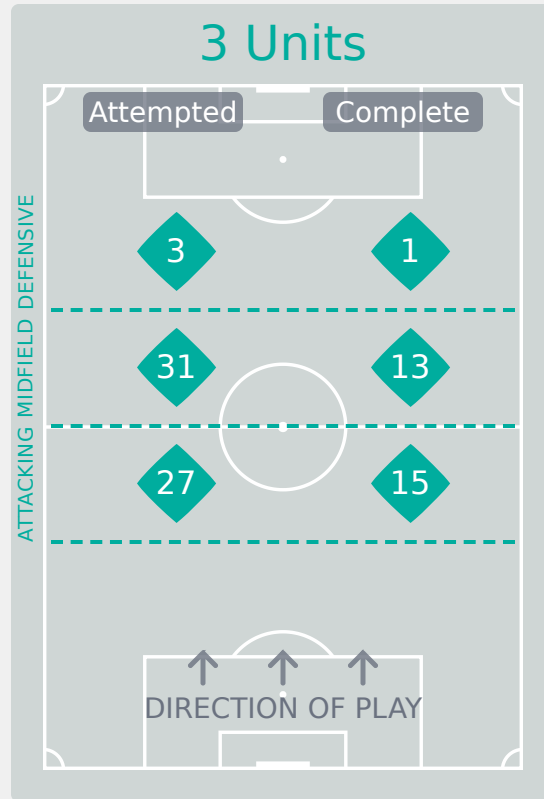 3 Units
Attempted Complete
ATTACKING MIDFIELD DEFENSIVE
3 1
31 13
27 15
DIRECTION OF PLAY